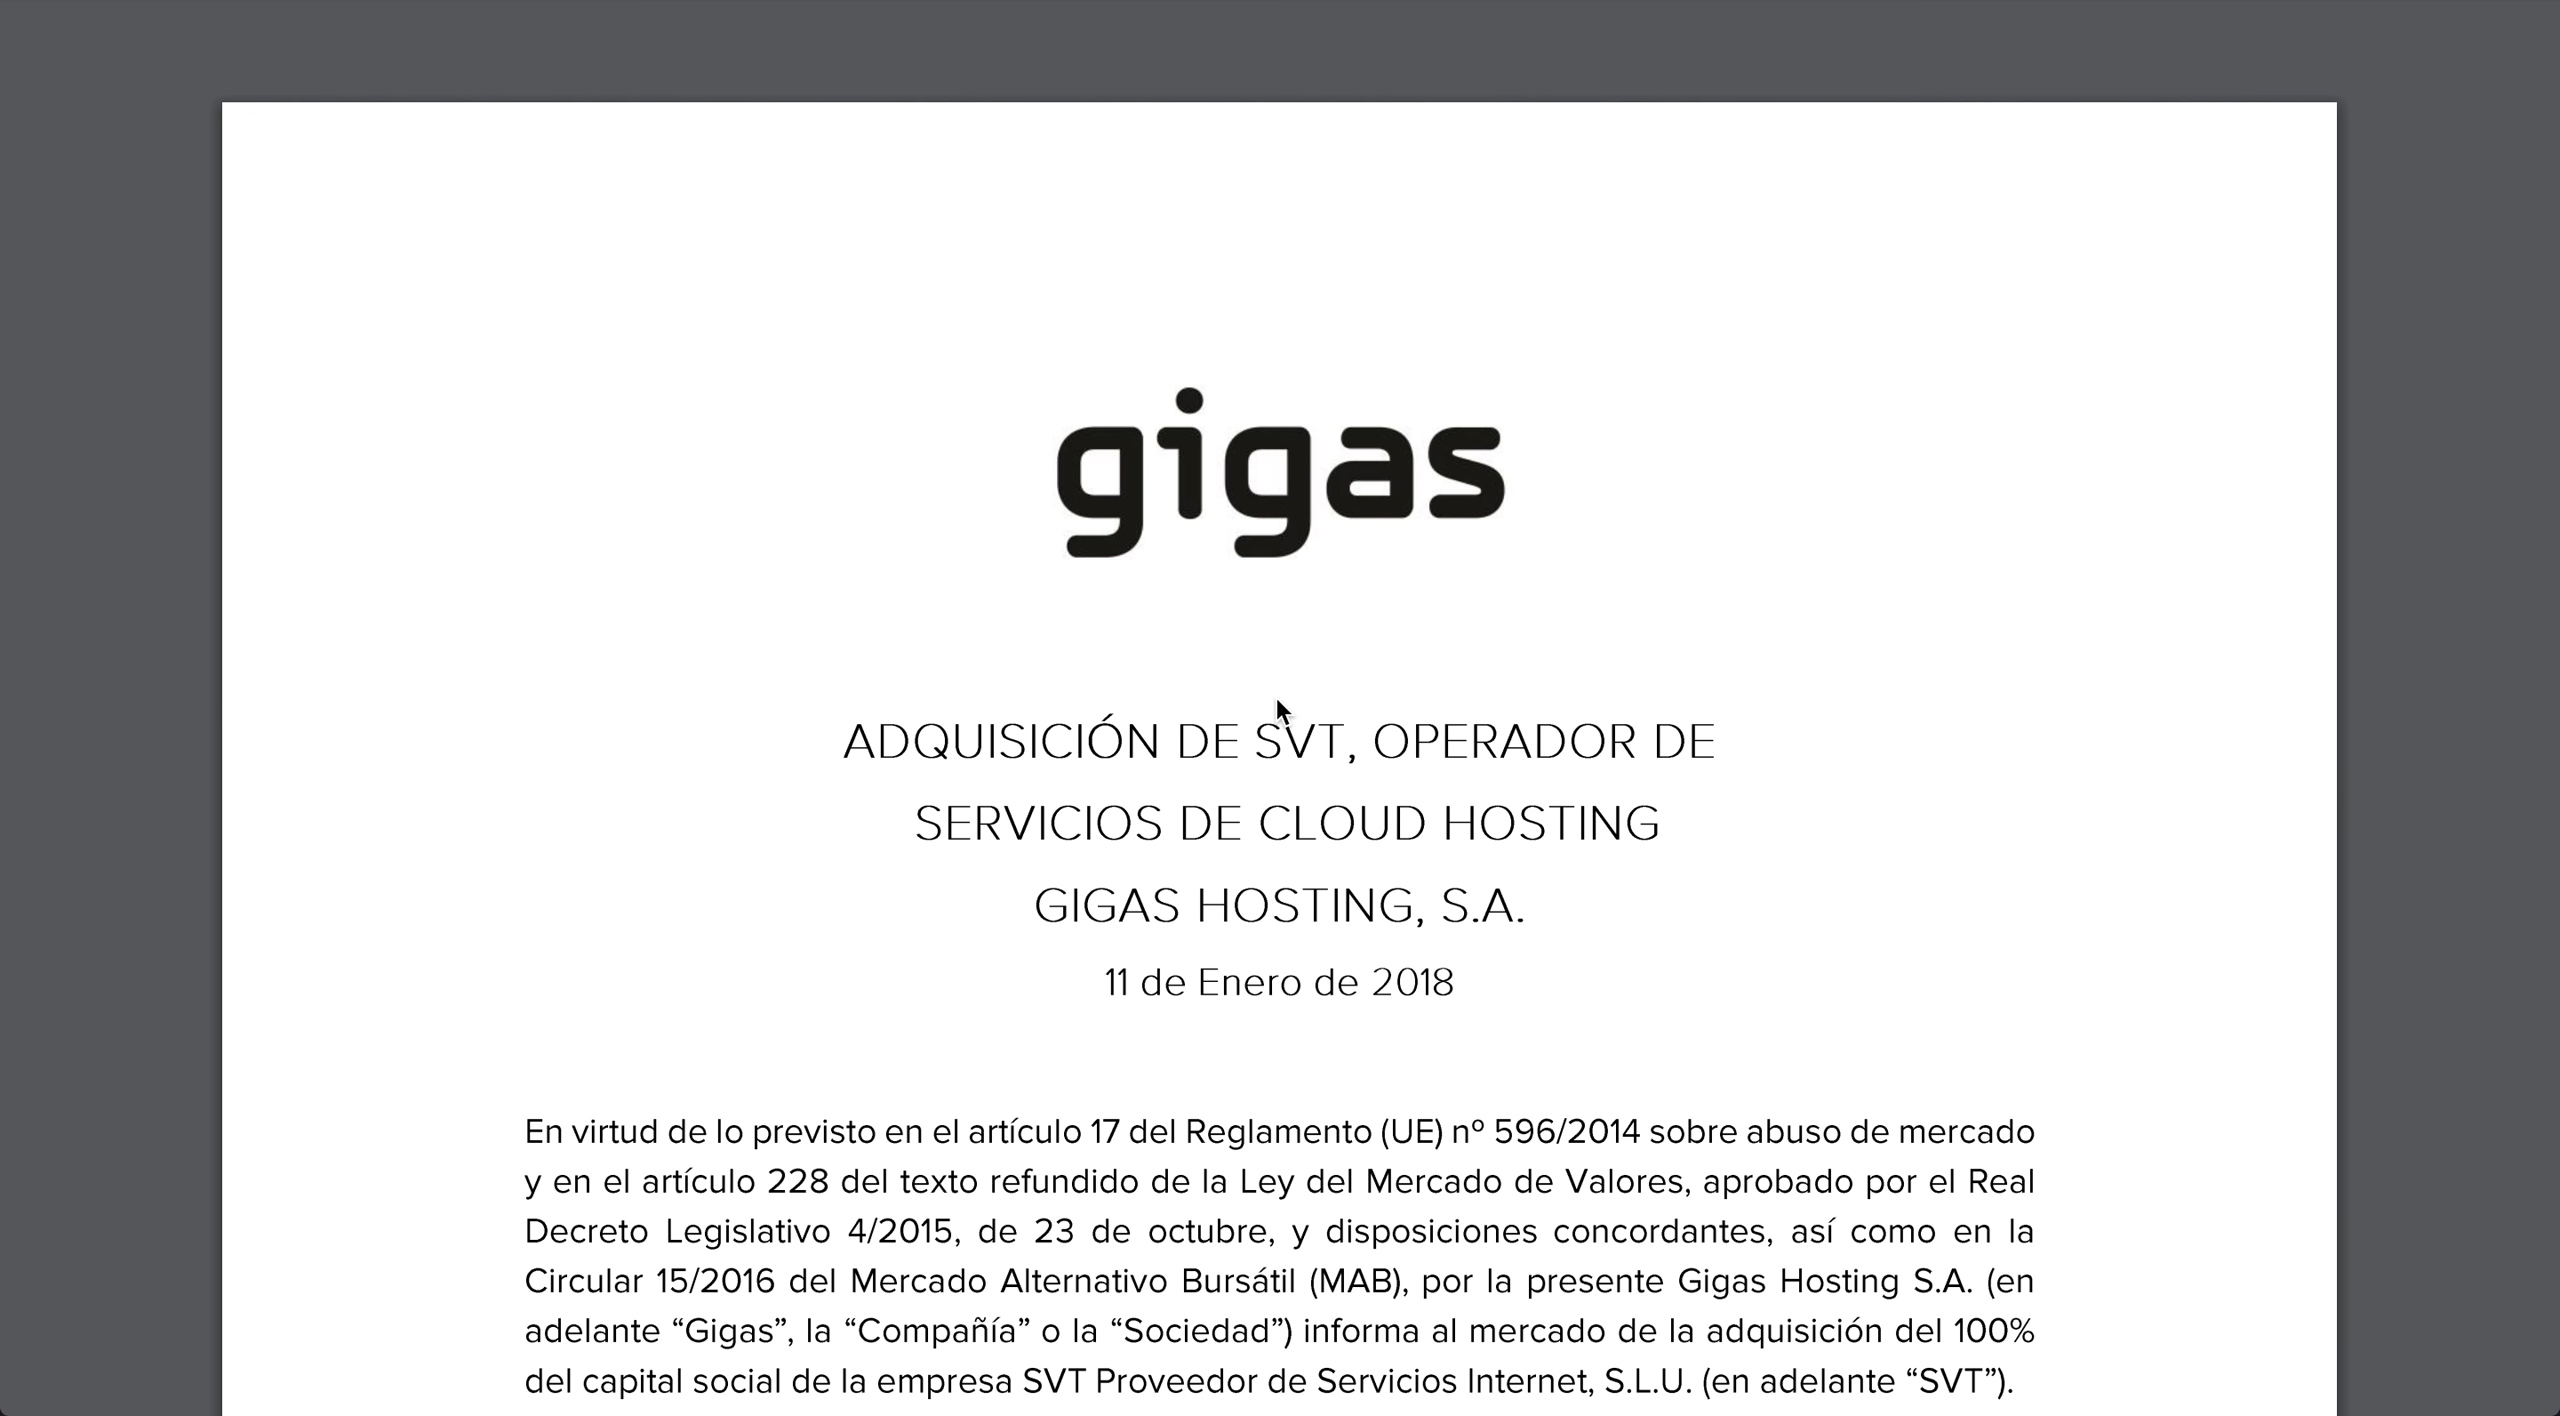 gigas
ADQUISICIÓN DE SVT, OPERADOR DE
SERVICIOS DE CLOUD HOSTING
GIGAS HOSTING, S.A.
11 de Enero de 2018
En virtud de lo previsto en el artículo 17 del Reglamento (UE) nº 596/2014 sobre abuso de mercado
y en el artículo 228 del texto refundido de la Ley del Mercado de Valores, aprobado por el Real
Decreto Legislativo 4/2015, de 23 de octubre, y disposiciones concordantes, así como en la
Circular 15/2016 del Mercado Alternativo Bursátil (MAB), por la presente Gigas Hosting S.A. (en
adelante “Gigas”, la “Compañía” o la “Sociedad”) informa al mercado de la adquisición del 100%
del capital social de la empresa SVT Proveedor de Servicios Internet, S.L.U. (en adelante “SVT”).